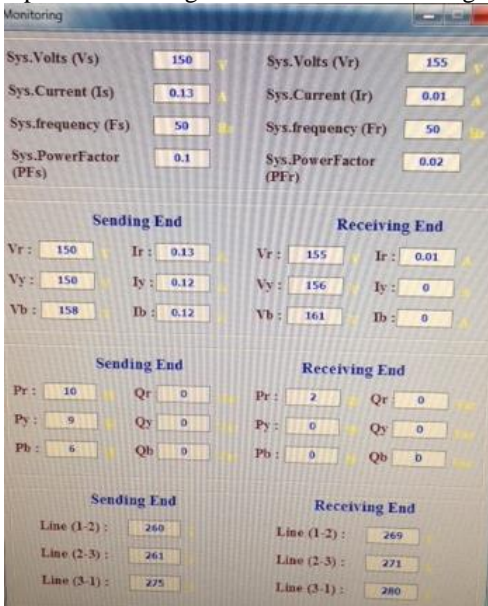 Monitoring
Sys.Volts (Vs) 150 V Sys.Volts (Vr) 155 V
Sys.Current (Is) 0.13 A Sys.Current (Ir) 0.01 A
Sys.frequency (Fs) 50 Hz Sys.frequency (Fr) 50 Hz
Sys.PowerFactor (PFs) 0.1 Sys.PowerFactor (PFr) 0.02
Sending End Receiving End
Vr : 150 Ir : 0.13 Vr : 155 Ir : 0.01
Vy : 150 Iy : 0.12 Vy : 156 Iy : 0
Vb : 158 Ib : 0.12 Vb : 161 Ib : 0
Sending End Receiving End
Pr : 10 Qr 0 Pr : 2 Qr : 0
Py : 9 Qy 0 Py : 0 Qy 0
Pb : 6 Qb 0 Pb : 0 Qb 0
Sending End Receiving End
Line (1-2) : 260 Line (1-2) : 269
Line (2-3) : 261 Line (2-3) : 271
Line (3-1) : 275 Line (3-1) : 280